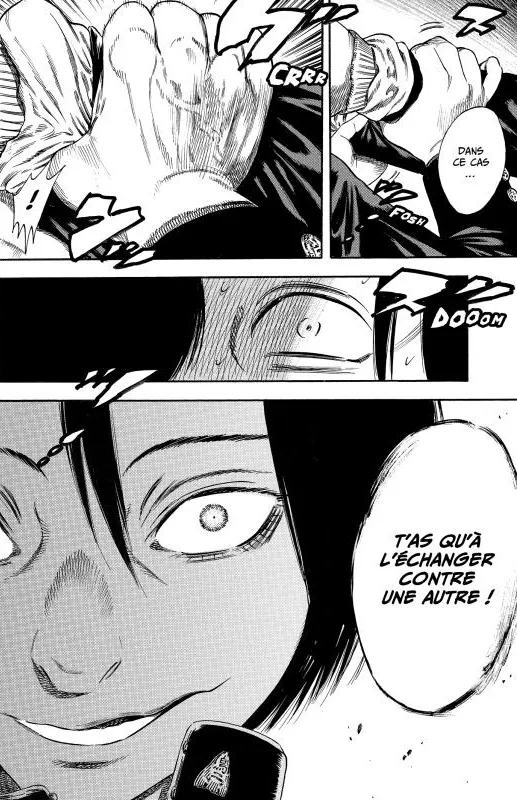 DANS
CE CAS
...
FOSH
CRRR
!
DOOOM
T'AS QU'À
L'ÉCHANGER
CONTRE
UNE AUTRE !